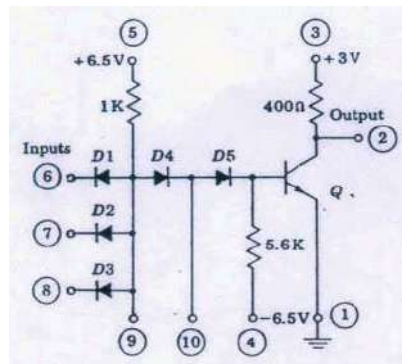 5 3
+6.5V +3V
1K 400Ω Output
2
Inputs D1 D4 D5
6 Q
D2
7 5.6K
D3
8 1
-6.5V
9 10 4